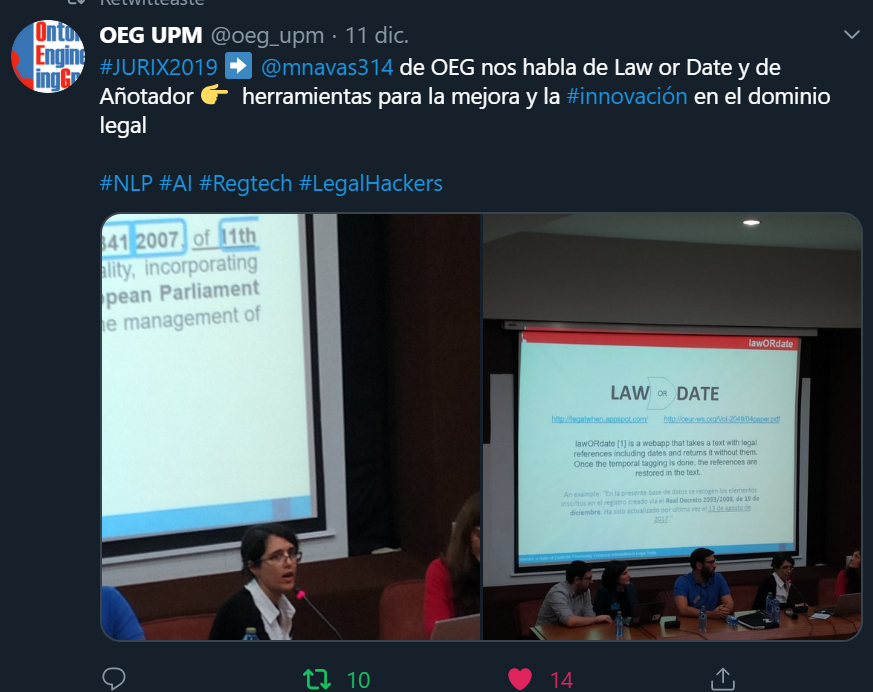 Retwitteaste
Onto
Engine
ingGr
OEG UPM @oeg_upm · 11 dic.
#JURIX2019 @mnavas314 de OEG nos habla de Law or Date y de
Añotador herramientas para la mejora y la #innovación en el dominio
legal
#NLP #AI #Regtech #LegalHackers
341 2007, of 11th
ality, incorporating
opean Parliament
he management of
lawORdate
LAW OR DATE
http://legalwhen.appspot.com/ http://ceur-ws.org/Vol-2049/04paper.pdf
lawORdate [1] is a webapp that takes a text with legal
references including dates and returns it without them.
Once the temporal tagging is done, the references are
restored in the text.
An example: "En la presente base de datos se recogen los elementos
inscritos en el registro creado vía el Real Decreto 2093/2008, de 19 de
diciembre. Ha sido actualizado por última vez el 13 de agosto de
2017."
10 14